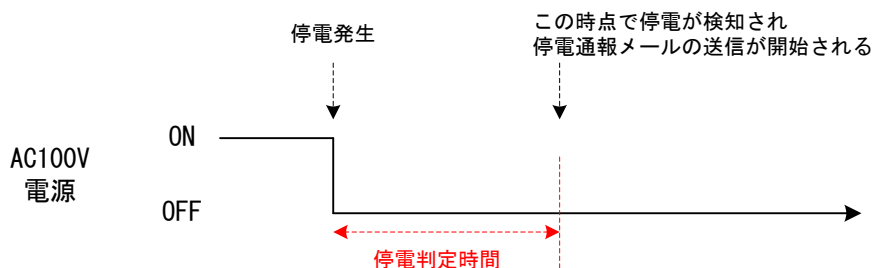 停電発生
この時点で停電が検知され
停電通報メールの送信が開始される
AC100V
電源
ON
OFF
停電判定時間